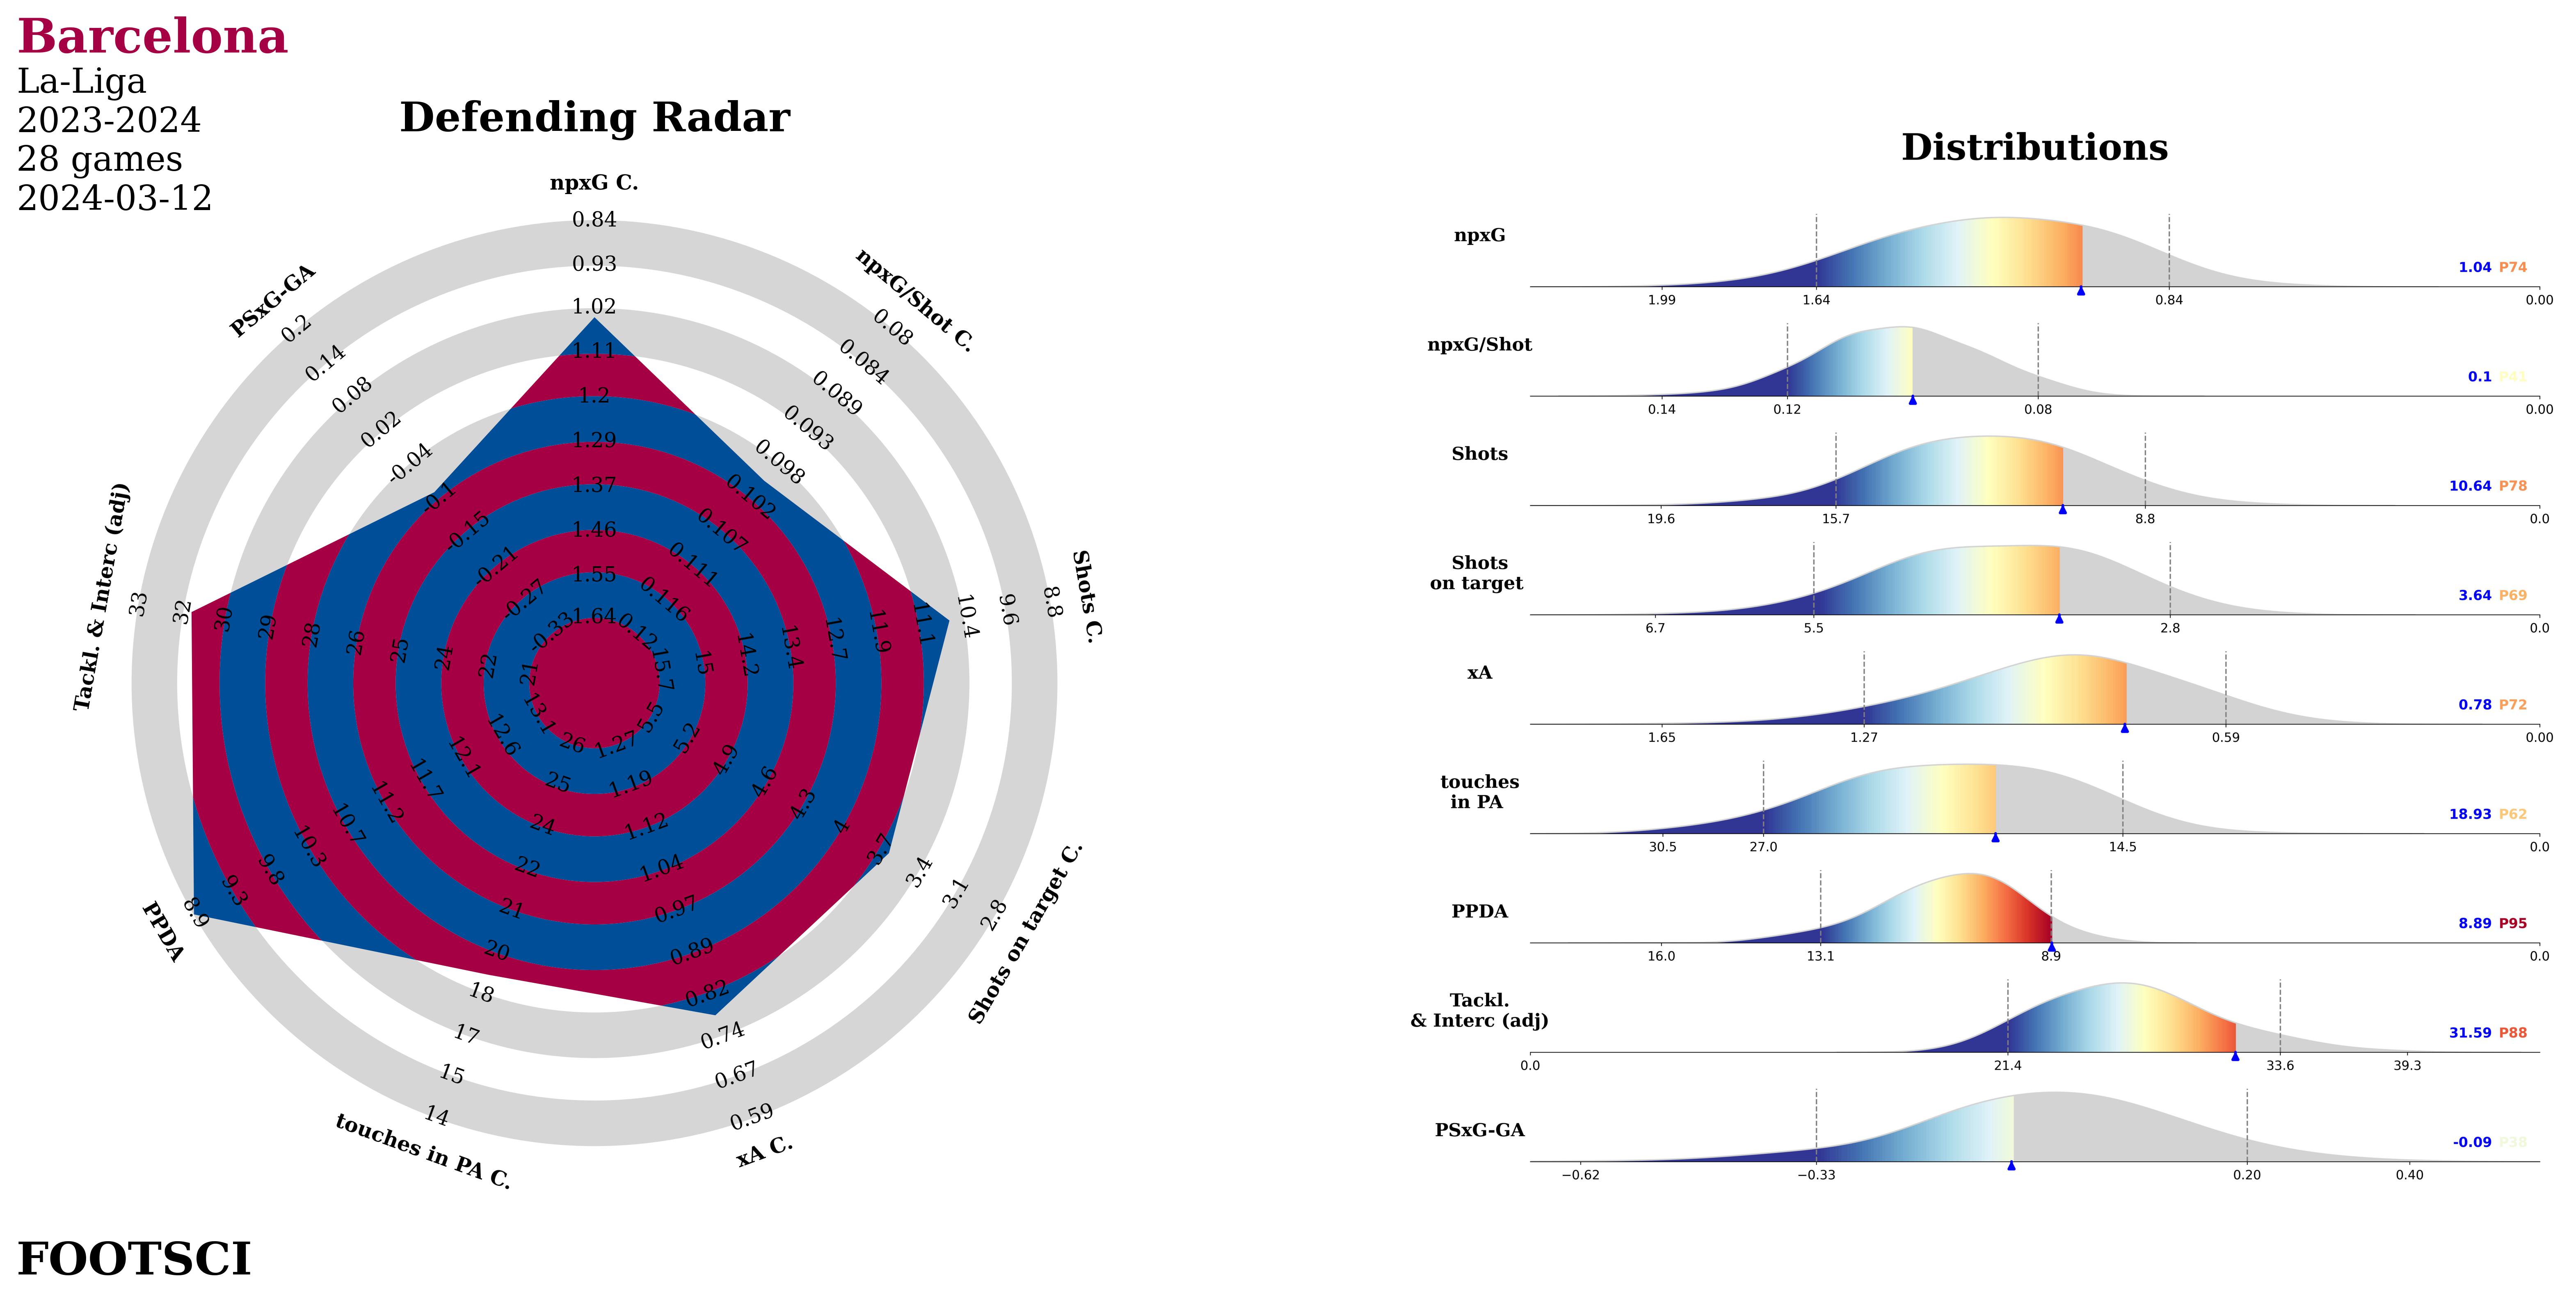 Barcelona
La-Liga
2023-2024
28 games
2024-03-12
Defending Radar
npxG C.
0.84
0.93
1.02
1.11
1.2
1.29
1.37
1.46
1.55
1.64
npxG/Shot C.
0.08
0.084
0.089
0.093
0.098
0.102
0.107
0.111
0.116
0.12
Shots C.
8.8
9.6
10.4
11.1
11.9
12.7
13.4
14.2
15
15.7
Shots on target C.
2.8
3.1
3.4
3.7
4
4.3
4.6
4.9
5.2
5.5
xA C.
0.59
0.67
0.74
0.82
0.89
0.97
1.04
1.12
1.19
1.27
touches in PA C.
14
15
17
18
20
21
22
24
25
26
PPDA
8.9
9.3
9.8
10.3
10.7
11.2
11.7
12.1
12.6
13.1
Tackl. & Interc (adj)
33
32
30
29
28
26
25
24
22
21
PSxG-GA
0.2
0.14
0.08
0.02
-0.04
-0.1
-0.15
-0.21
-0.27
-0.33
Distributions
npxG
1.04 P74
1.99 1.64 0.84 0.00
npxG/Shot
0.1 P41
0.14 0.12 0.08 0.00
Shots
10.64 P78
19.6 15.7 8.8 0.0
Shots
on target
3.64 P69
6.7 5.5 2.8 0.0
xA
0.78 P72
1.65 1.27 0.59 0.00
touches
in PA
18.93 P62
30.5 27.0 14.5 0.0
PPDA
8.89 P95
16.0 13.1 8.9 0.0
Tackl.
& Interc (adj)
31.59 P88
0.0 21.4 33.6 39.3
PSxG-GA
-0.09 P38
−0.62 −0.33 0.20 0.40
FOOTSCI